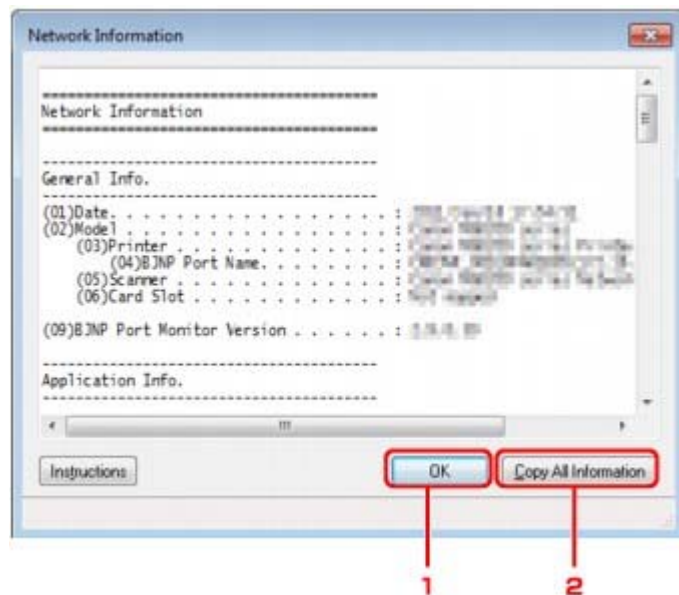 Network Information
==========================================
Network Information
==========================================
------------------------------------------
General Info.
------------------------------------------
(01)Date. . . . . . . . . . . . . . . . . :
(02)Model . . . . . . . . . . . . . . . . :
(03)Printer . . . . . . . . . . . . . . :
(04)BJNP Port Name. . . . . . . . . . :
(05)Scanner . . . . . . . . . . . . . . :
(06)Card Slot . . . . . . . . . . . . . :
(09)BJNP Port Monitor Version . . . . . . :
------------------------------------------
Application Info.
------------------------------------------
Instructions OK Copy All Information
1 2